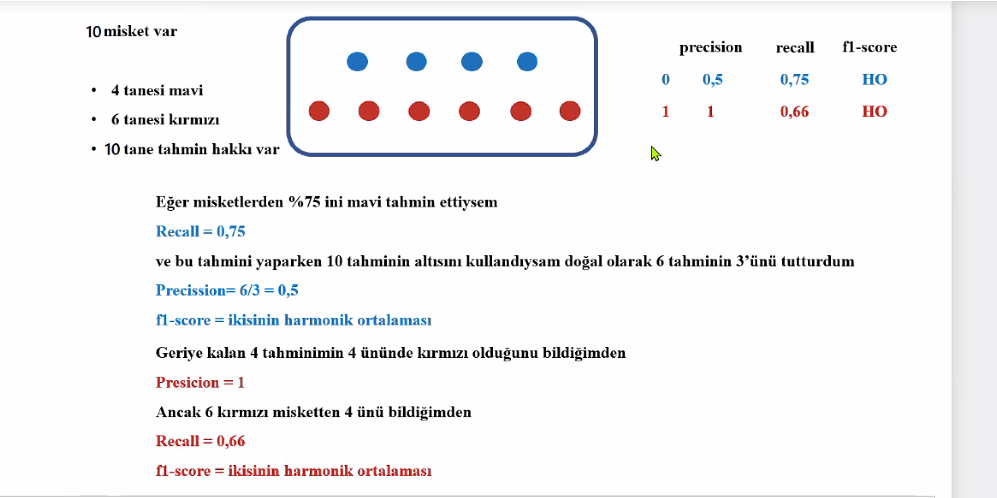 10 misket var
• 4 tanesi mavi
• 6 tanesi kırmızı
• 10 tane tahmin hakkı var
precision recall f1-score
0 0,5 0,75 HO
1 1 0,66 HO
Eğer misketlerden %75 ini mavi tahmin ettiysem
Recall = 0,75
ve bu tahmini yaparken 10 tahminin altısını kullandıysam doğal olarak 6 tahminin 3’ünü tutturdum
Precission= 6/3 = 0,5
f1-score = ikisinin harmonik ortalaması
Geriye kalan 4 tahminimin 4 ününde kırmızı olduğunu bildiğimden
Presicion = 1
Ancak 6 kırmızı misketten 4 ünü bildiğimden
Recall = 0,66
f1-score = ikisinin harmonik ortalaması